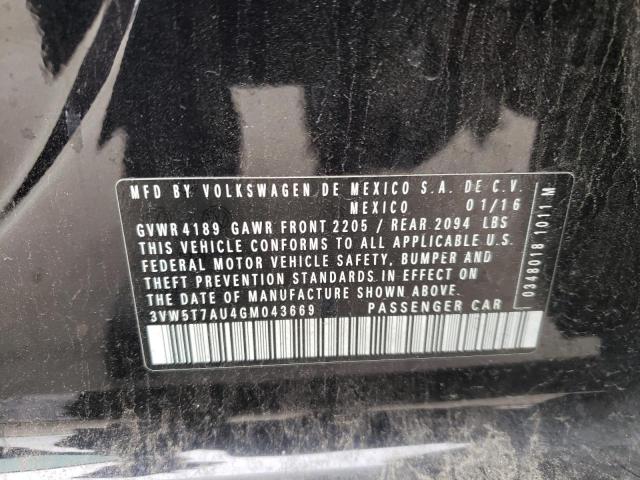 MFD BY VOLKSWAGEN DE MEXICO S.A. DE C.V.
MEXICO 01/16
GVWR 4189 GAWR FRONT 2205 / REAR 2094 LBS
THIS VEHICLE CONFORMS TO ALL APPLICABLE U.S.
FEDERAL MOTOR VEHICLE SAFETY, BUMPER AND
THEFT PREVENTION STANDARDS IN EFFECT ON
THE DATE OF MANUFACTURE SHOWN ABOVE.
3VW5T7AU4GM043669 PASSENGER CAR
0348018 1011 M